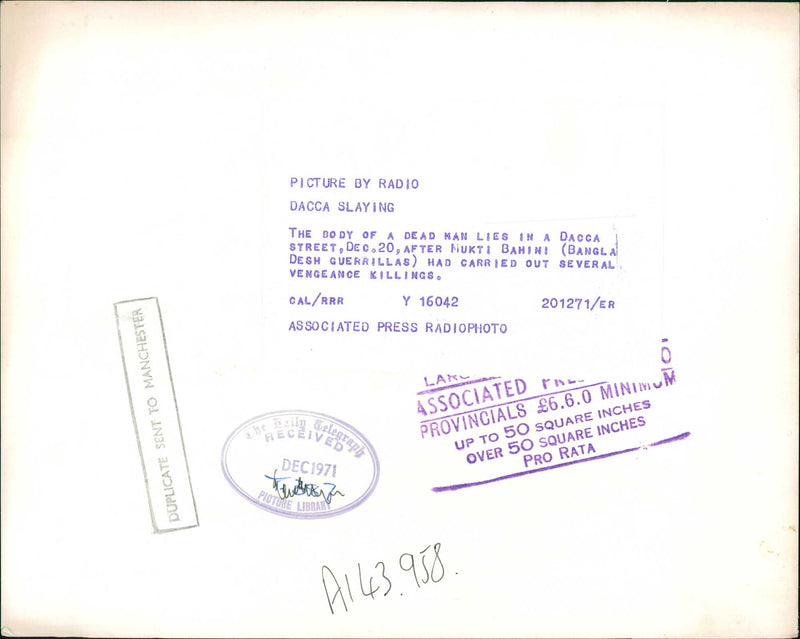 PICTURE BY RADIO
DACCA SLAYING
THE BODY OF A DEAD MAN LIES IN A DACCA
STREET,DEC.20,AFTER MUKTI BAHINI (BANGLA
DESH GUERRILLAS) HAD CARRIED OUT SEVERAL
VENGEANCE KILLINGS.
CAL/RRR Y 16042 201271/ER
ASSOCIATED PRESS RADIOPHOTO
DUPLICATE SENT TO MANCHESTER
The Daily Telegraph
RECEIVED
DEC1971
PICTURE LIBRARY
ASSOCIATED
PROVINCIALS £6.6.0 MINIMUM
UP TO 50 SQUARE INCHES
OVER 50 SQUARE INCHES
PRO RATA
A143.958.